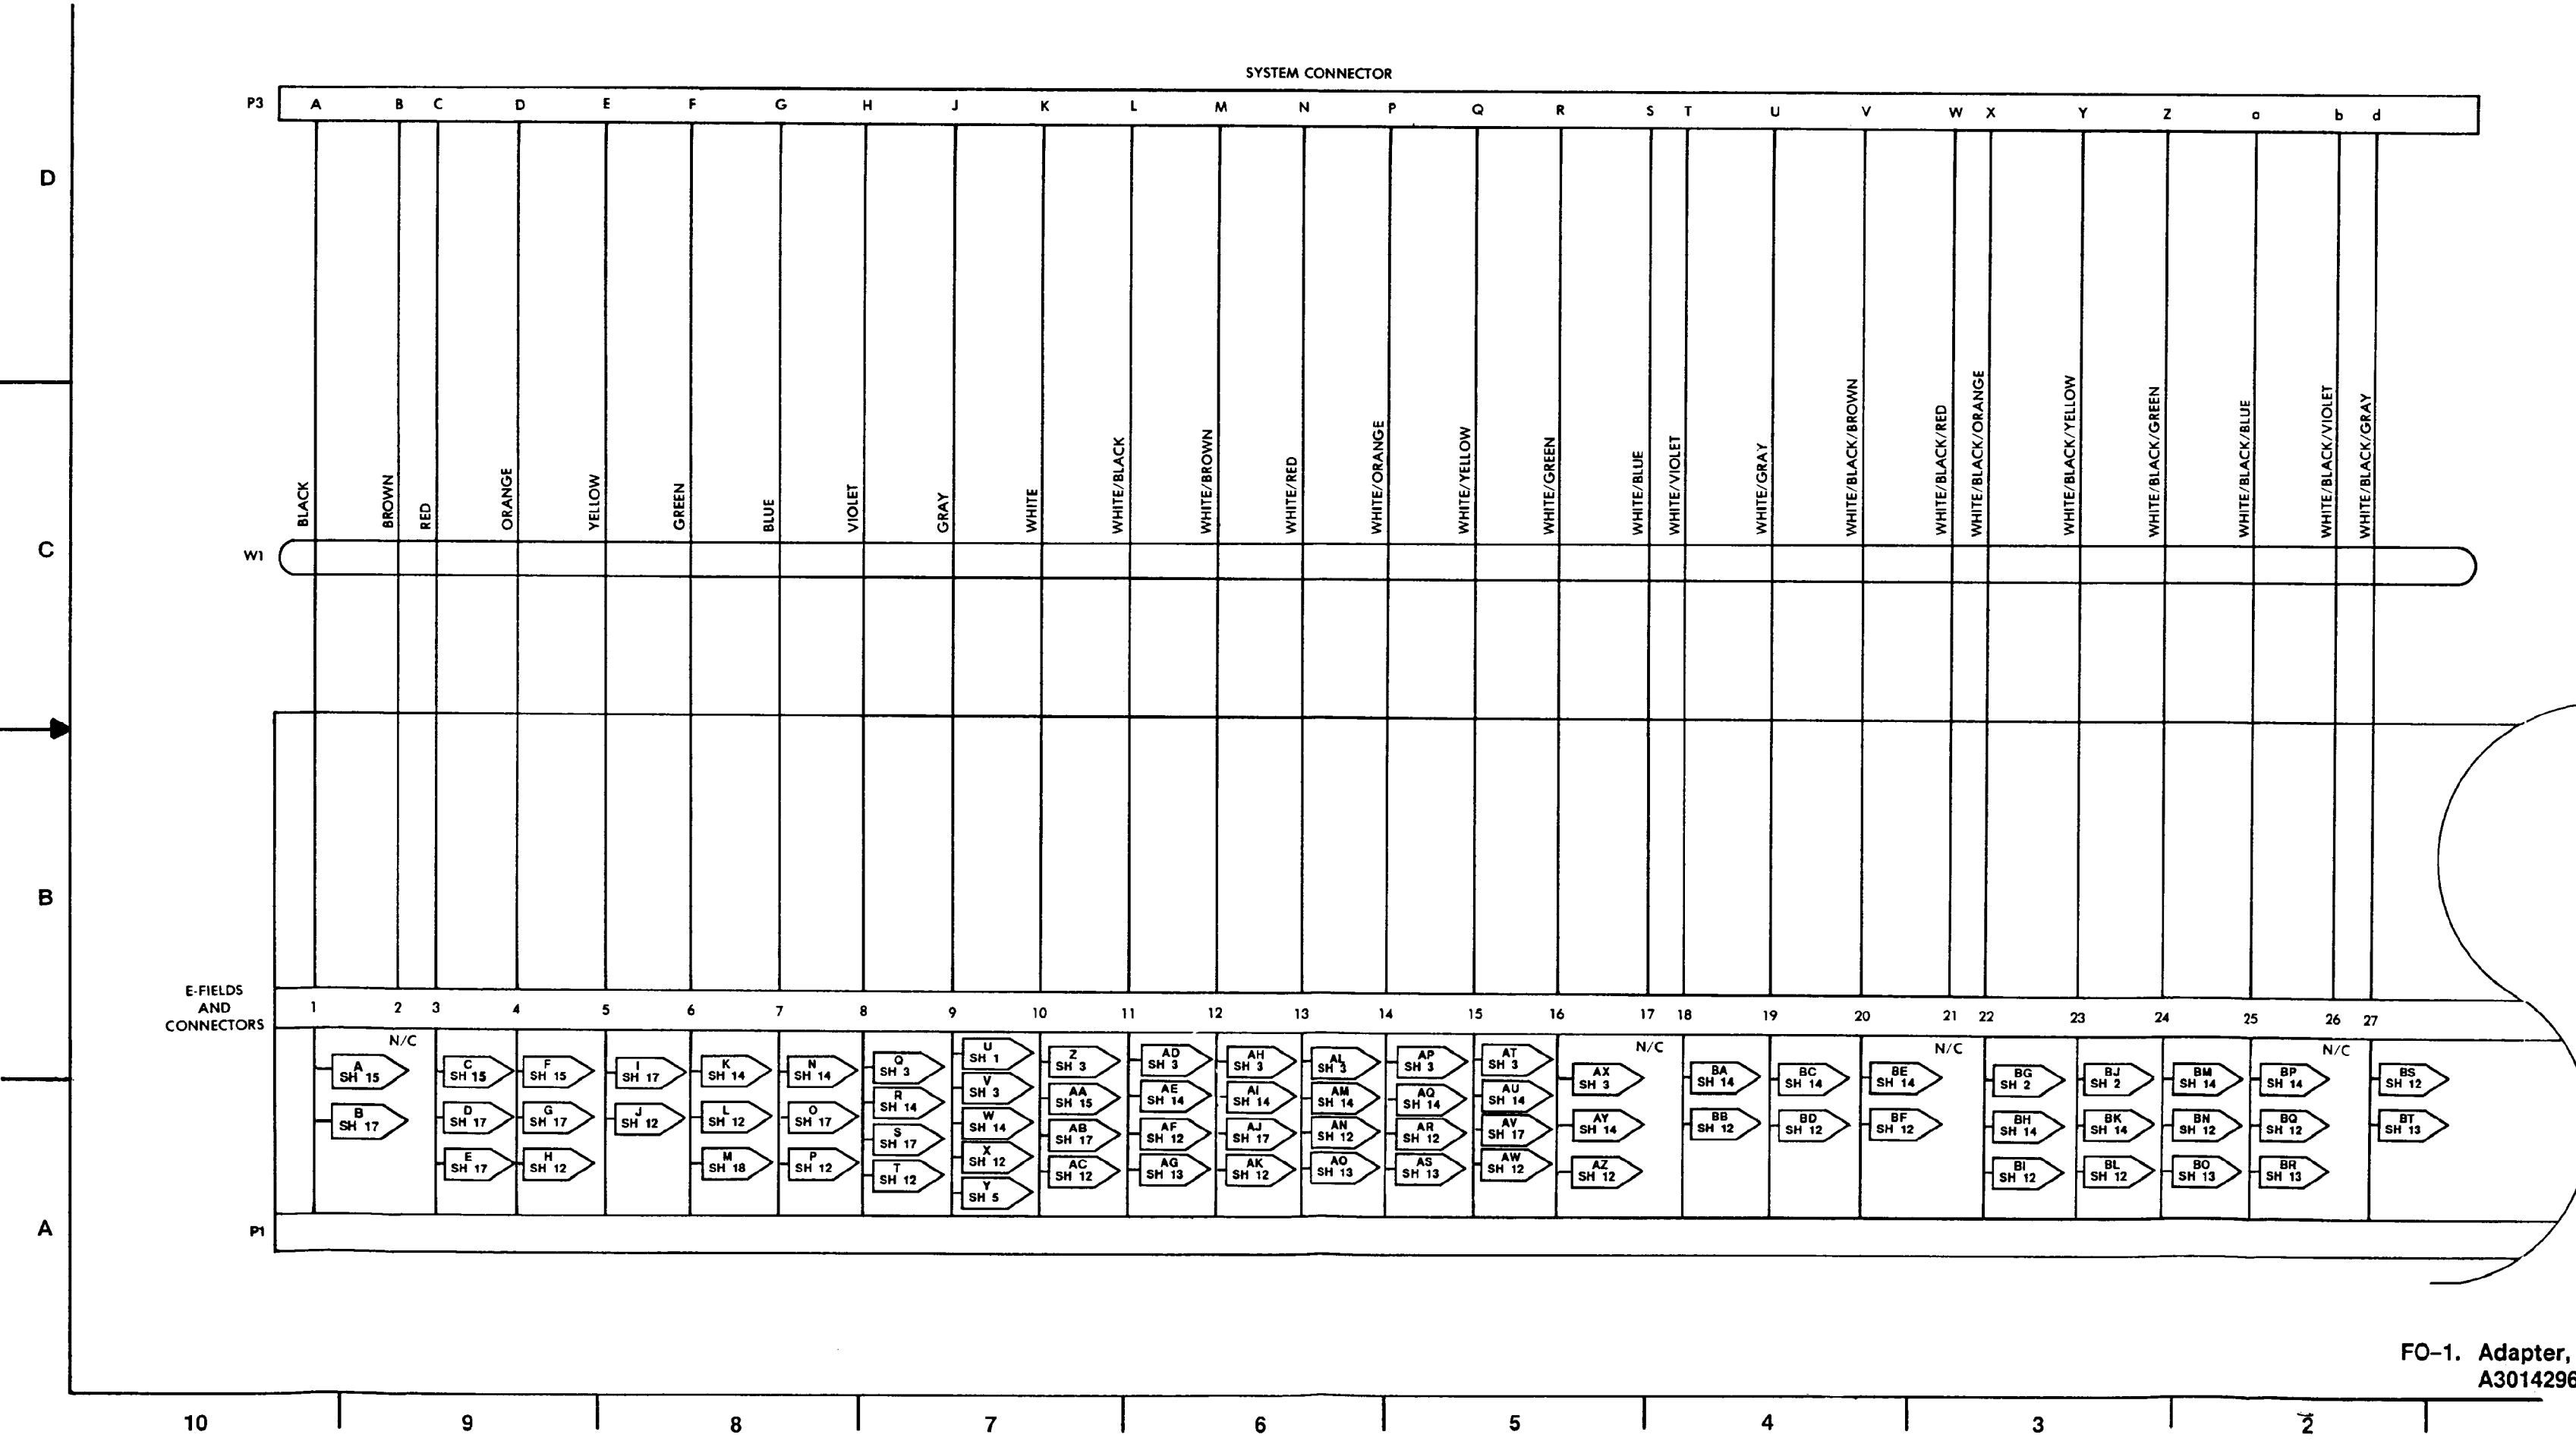 SYSTEM CONNECTOR
P3 A B C D E F G H J K L M N P Q R S T U V W X Y Z a b d
D
BLACK
BROWN
RED
ORANGE
YELLOW
GREEN
BLUE
VIOLET
GRAY
WHITE
WHITE/BLACK
WHITE/BROWN
WHITE/RED
WHITE/ORANGE
WHITE/YELLOW
WHITE/GREEN
WHITE/BLUE
WHITE/VIOLET
WHITE/GRAY
WHITE/BLACK/BROWN
WHITE/BLACK/RED
WHITE/BLACK/ORANGE
WHITE/BLACK/YELLOW
WHITE/BLACK/GREEN
WHITE/BLACK/BLUE
WHITE/BLACK/VIOLET
WHITE/BLACK/GRAY
C
W1
B
E-FIELDS
AND
CONNECTORS
1 2 3 4 5 6 7 8 9 10 11 12 13 14 15 16 17 18 19 20 21 22 23 24 25 26 27
A
SH 15
B
SH 17
N/C
C
SH 15
D
SH 17
E
SH 17
F
SH 15
G
SH 17
H
SH 12
I
SH 17
J
SH 12
K
SH 14
L
SH 12
M
SH 18
N
SH 14
O
SH 17
P
SH 12
Q
SH 3
R
SH 14
S
SH 17
T
SH 12
U
SH 1
V
SH 3
W
SH 14
X
SH 12
Y
SH 5
Z
SH 3
AA
SH 15
AB
SH 17
AC
SH 12
AD
SH 3
AE
SH 14
AF
SH 12
AG
SH 13
AH
SH 3
AI
SH 14
AJ
SH 17
AK
SH 12
AL
SH 3
AM
SH 14
AN
SH 12
AO
SH 13
AP
SH 3
AQ
SH 14
AR
SH 12
AS
SH 13
AT
SH 3
AU
SH 14
AV
SH 17
AW
SH 12
AX
SH 3
AY
SH 14
AZ
SH 12
N/C
BA
SH 14
BB
SH 12
BC
SH 14
BD
SH 12
BE
SH 14
BF
SH 12
N/C
BG
SH 2
BH
SH 14
BI
SH 12
BJ
SH 2
BK
SH 14
BL
SH 12
BM
SH 14
BN
SH 12
BO
SH 13
BP
SH 14
BQ
SH 12
BR
SH 13
N/C
BS
SH 12
BT
SH 13
A
P1
FO-1. Adapter,
A3014296
10 9 8 7 6 5 4 3 2